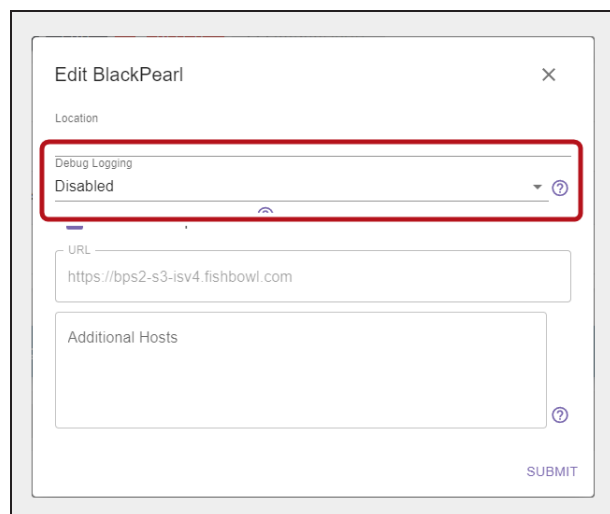 Edit BlackPearl
Location
Debug Logging
Disabled
URL
https://bps2-s3-isv4.fishbowl.com
Additional Hosts
SUBMIT